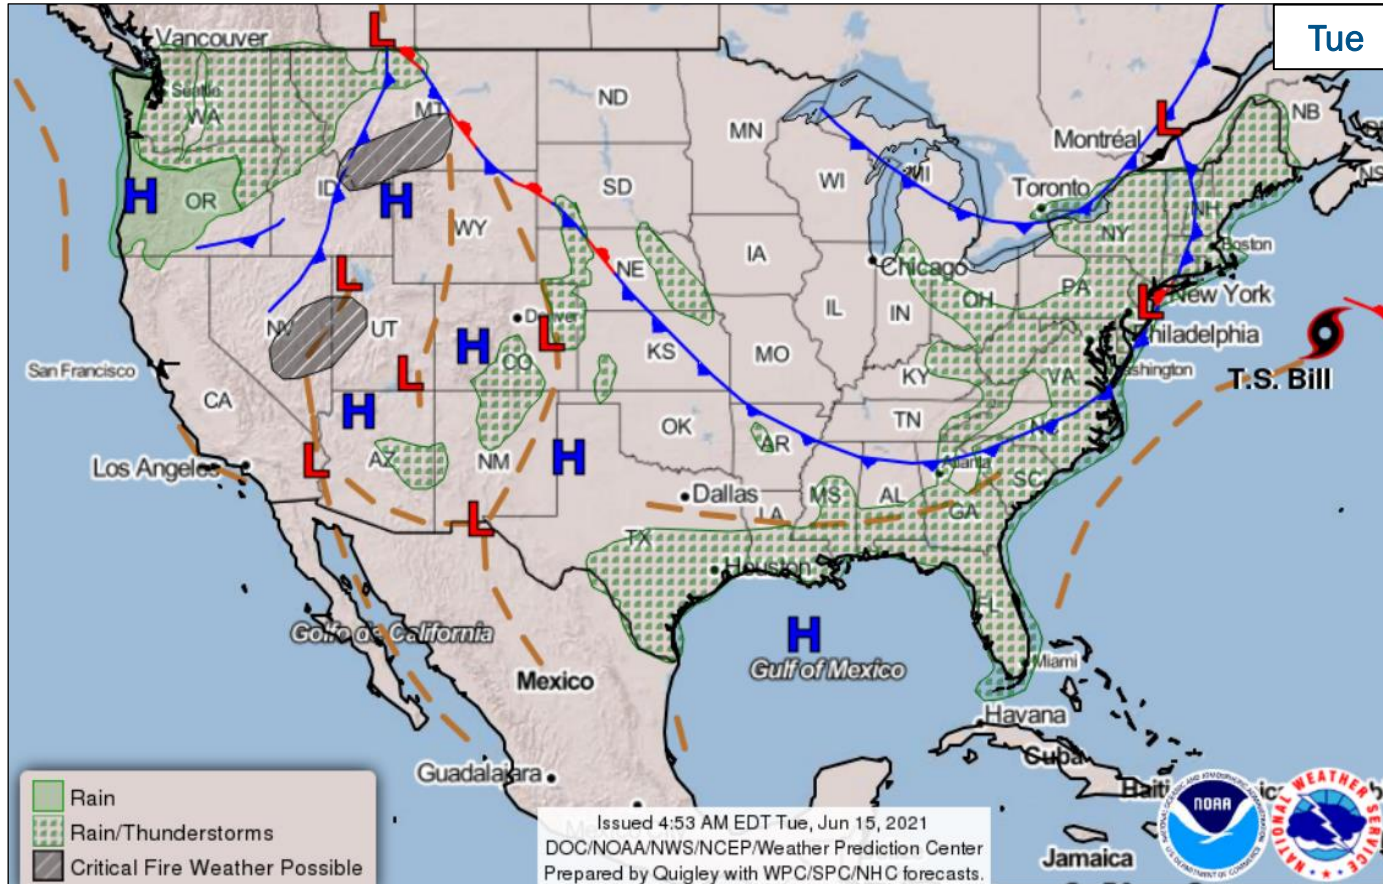 Tue
Vancouver
Seattle
WA
MT
ND
MN
Montréal
NB
NS
OR
ID
SD
WI
MI
Toronto
NH
WY
NY
Boston
IA
Chicago
NE
OH
PA
New York
NV
UT
Denver
IL
IN
Philadelphia
San Francisco
CO
KS
MO
KY
VA
Washington
T.S. Bill
CA
TN
NC
Los Angeles
AZ
NM
OK
AR
Atlanta
SC
Dallas
LA
MS
AL
GA
TX
Houston
FL
Golfo de California
Mexico
Gulf of Mexico
Miami
Havana
Cuba
Guadalajara
Haiti
Jamaica
H
H
H
H
H
H
L
L
L
L
L
L
L
L
Rain
Rain/Thunderstorms
Critical Fire Weather Possible
Issued 4:53 AM EDT Tue, Jun 15, 2021
DOC/NOAA/NWS/NCEP/Weather Prediction Center
Prepared by Quigley with WPC/SPC/NHC forecasts.
NOAA
NATIONAL WEATHER SERVICE